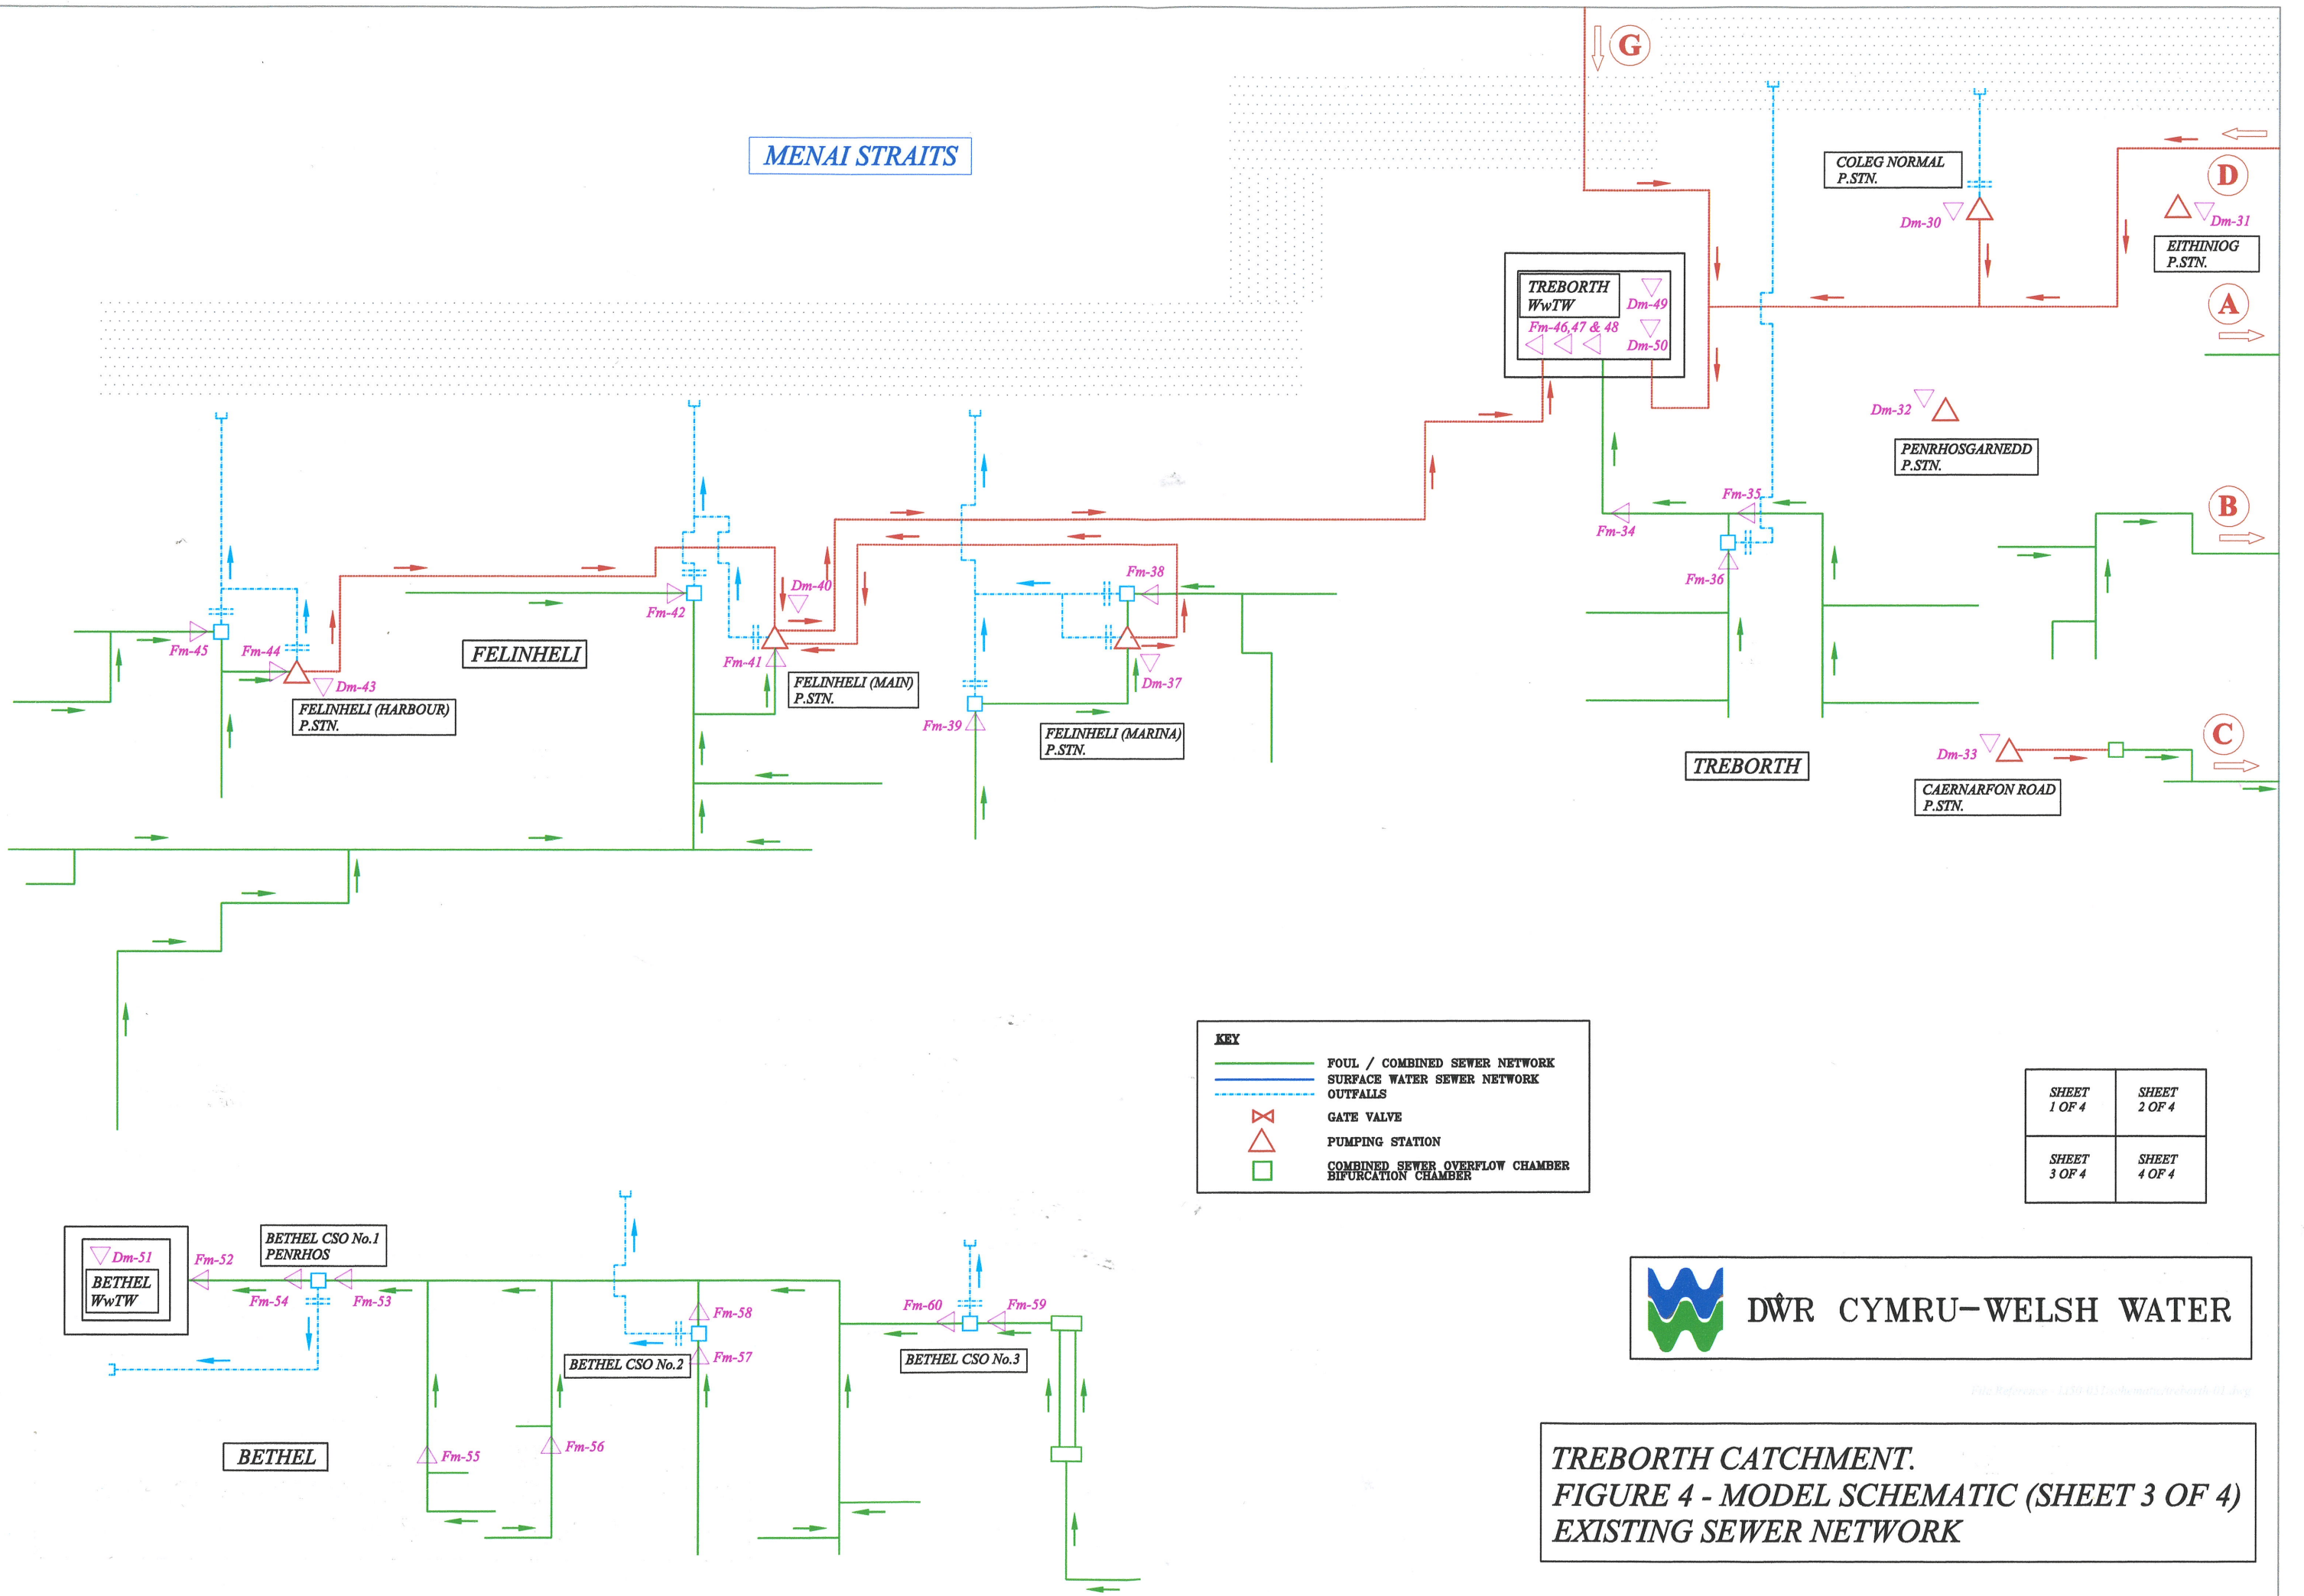 G
MENAI STRAITS
COLEG NORMAL
P.STN.
D
Dm-30
Dm-31
EITHINIOG
P.STN.
TREBORTH
WwTW
Dm-49
Fm-46,47 & 48
Dm-50
A
Dm-32
PENRHOSGARNEDD
P.STN.
Fm-35
B
Fm-34
Fm-36
Fm-38
Dm-40
Fm-42
Fm-45
Fm-44
FELINHELI
Fm-41
Dm-43
Dm-37
FELINHELI (MAIN)
P.STN.
FELINHELI (HARBOUR)
P.STN.
Fm-39
FELINHELI (MARINA)
P.STN.
C
Dm-33
TREBORTH
CAERNARFON ROAD
P.STN.
KEY
FOUL / COMBINED SEWER NETWORK
SURFACE WATER SEWER NETWORK
OUTFALLS
GATE VALVE
PUMPING STATION
COMBINED SEWER OVERFLOW CHAMBER
BIFURCATION CHAMBER
SHEET
1 OF 4
SHEET
2 OF 4
SHEET
3 OF 4
SHEET
4 OF 4
Dm-51
BETHEL
WwTW
Fm-52
BETHEL CSO No.1
PENRHOS
Fm-54
Fm-53
Fm-58
BETHEL CSO No.2
Fm-57
Fm-60
Fm-59
BETHEL CSO No.3
Fm-55
Fm-56
BETHEL
DŴR CYMRU-WELSH WATER
TREBORTH CATCHMENT.
FIGURE 4 - MODEL SCHEMATIC (SHEET 3 OF 4)
EXISTING SEWER NETWORK